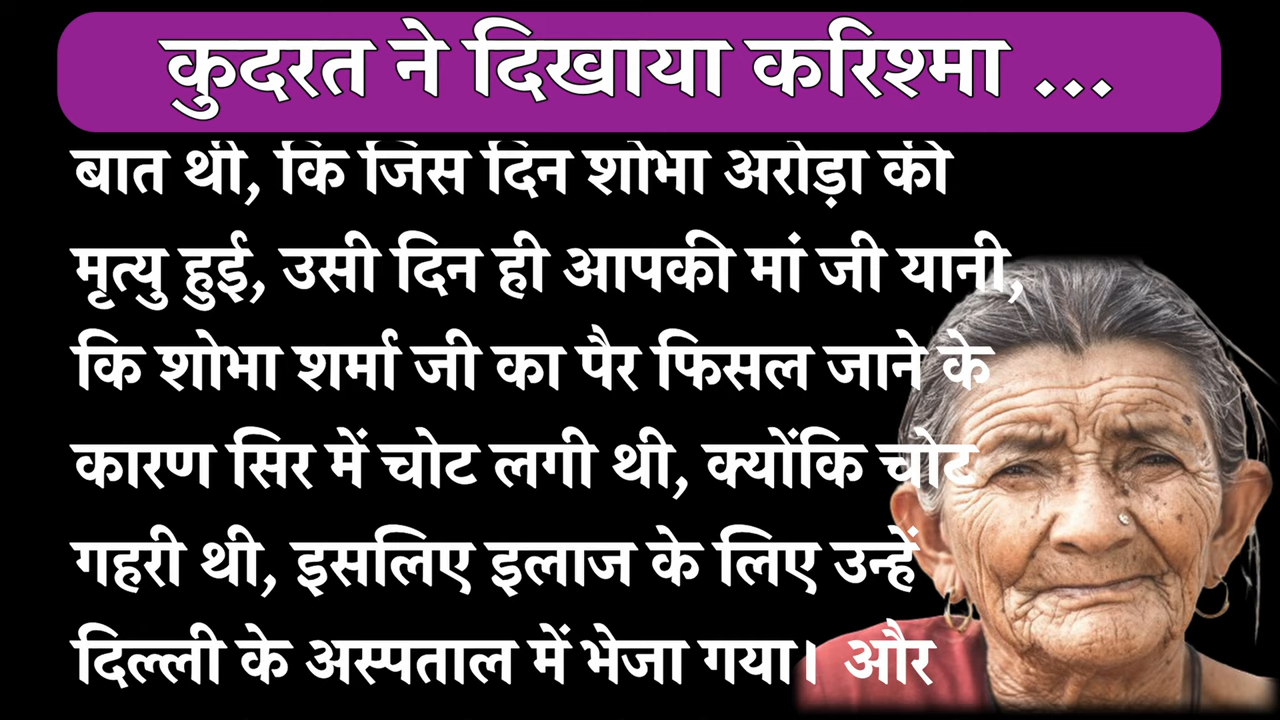 कुदरत ने दिखाया करिश्मा ...
बात थी, कि जिस दिन शोभा अरोड़ा की
मृत्यु हुई, उसी दिन ही आपकी मां जी यानी,
कि शोभा शर्मा जी का पैर फिसल जाने के
कारण सिर में चोट लगी थी, क्योंकि चोट
गहरी थी, इसलिए इलाज के लिए उन्हें
दिल्ली के अस्पताल में भेजा गया। और